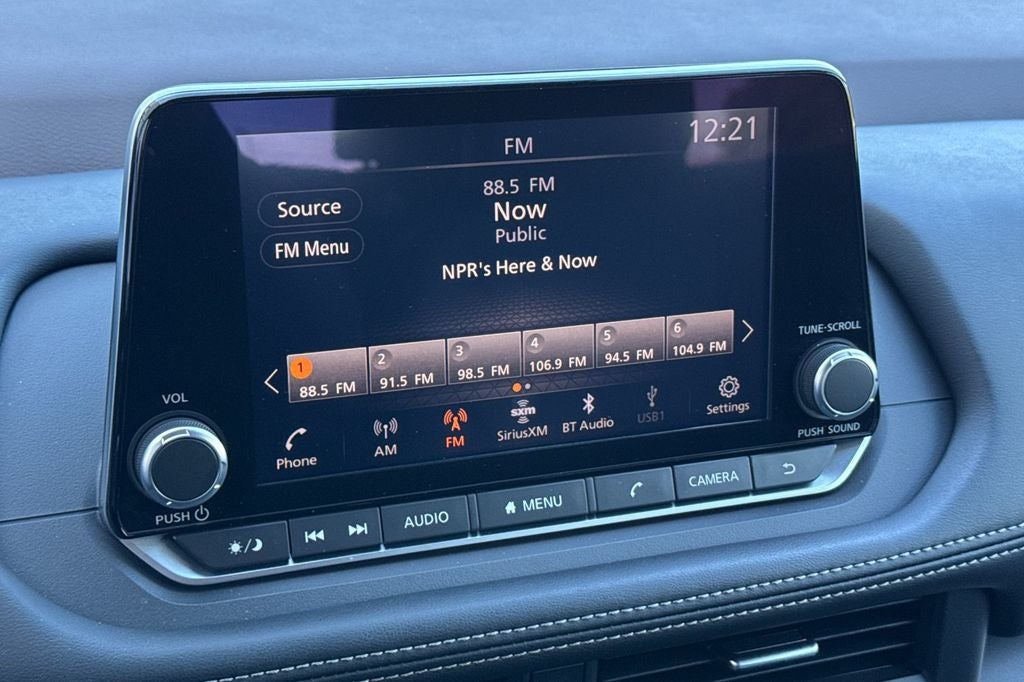 FM
12:21
88.5 FM
Source
Now
Public
FM Menu
NPR's Here & Now
1
88.5 FM
2
91.5 FM
3
98.5 FM
4
106.9 FM
5
94.5 FM
6
104.9 FM
TUNE·SCROLL
VOL
Phone
AM
FM
sxm
SiriusXM
BT Audio
USB1
Settings
PUSH
PUSH SOUND
AUDIO
MENU
CAMERA